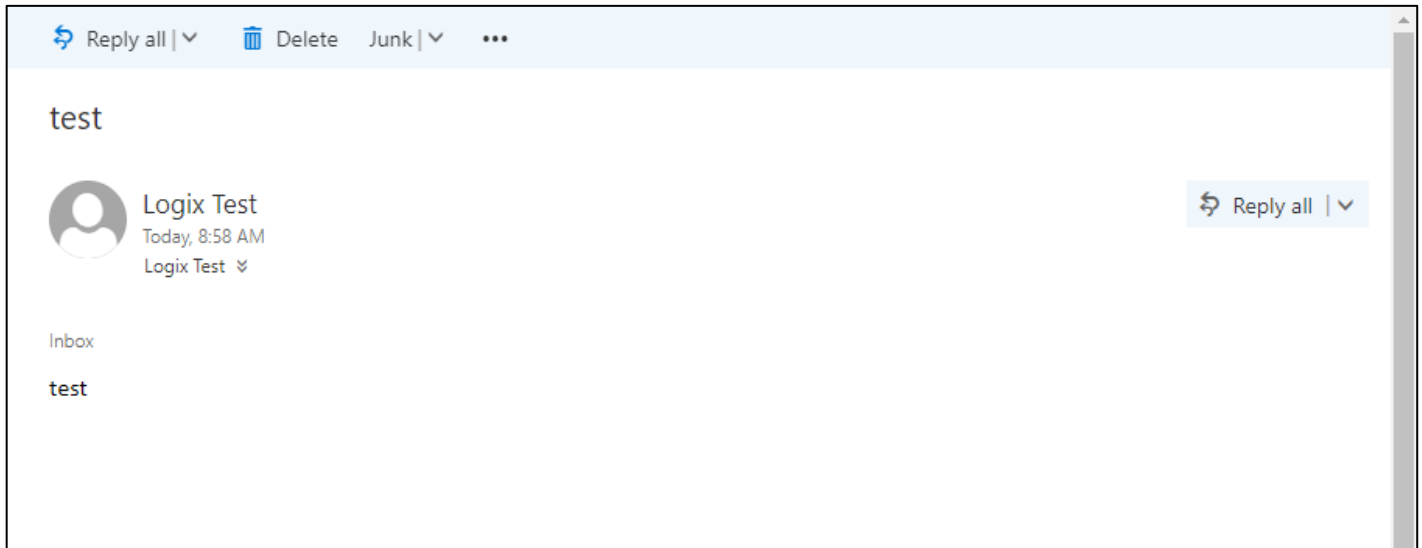 Reply all | Delete Junk | •••
test
Logix Test
Reply all |
Today, 8:58 AM
Logix Test
Inbox
test